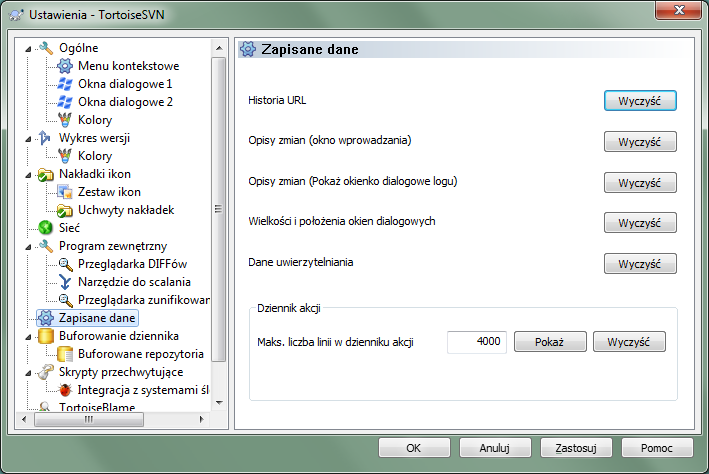 Ustawienia - TortoiseSVN
Ogólne
Menu kontekstowe
Okna dialogowe 1
Okna dialogowe 2
Kolory
Wykres wersji
Kolory
Nakładki ikon
Zestaw ikon
Uchwyty nakładek
Sieć
Program zewnętrzny
Przeglądarka DIFFów
Narzędzie do scalania
Przeglądarka zunifikowan
Zapisane dane
Buforowanie dziennika
Buforowane repozytoria
Skrypty przechwytujące
Integracja z systemami śl
TortoiseBlame
Zapisane dane
Historia URL Wyczyść
Opisy zmian (okno wprowadzania) Wyczyść
Opisy zmian (Pokaż okienko dialogowe logu) Wyczyść
Wielkości i położenia okien dialogowych Wyczyść
Dane uwierzytelniania Wyczyść
Dziennik akcji
Maks. liczba linii w dzienniku akcji 4000 Pokaż Wyczyść
OK Anuluj Zastosuj Pomoc